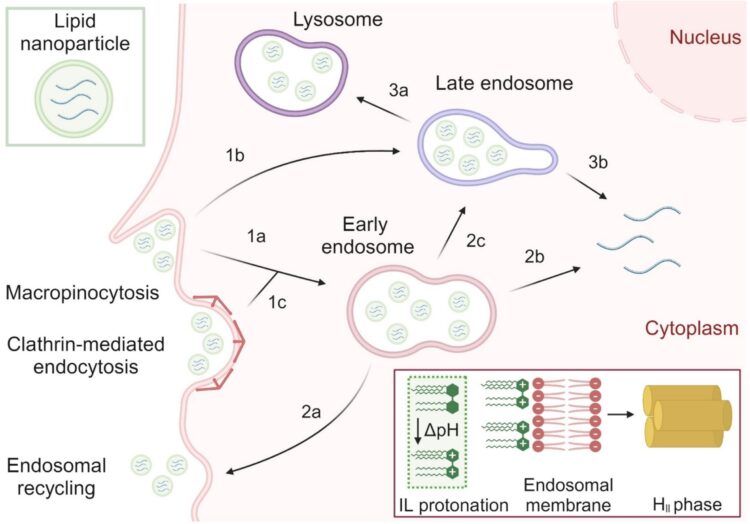 Lipid
nanoparticle
Lysosome
Nucleus
Late endosome
3a
1b
3b
1a
Early
endosome
2c
2b
1c
Macropinocytosis
Clathrin-mediated
endocytosis
Cytoplasm
2a
Endosomal
recycling
ΔpH
IL protonation
Endosomal
membrane
HII phase